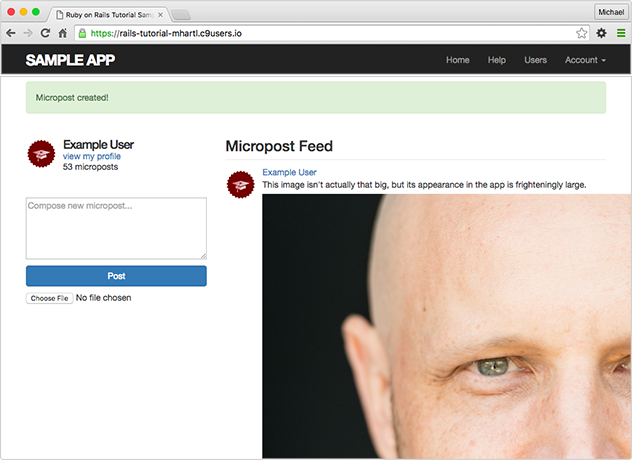 Ruby on Rails Tutorial Sam
Michael
https://rails-tutorial-mhartl.c9users.io
SAMPLE APP
Home Help Users Account
Micropost created!
Example User
view my profile
53 microposts
Compose new micropost...
Post
Choose File No file chosen
Micropost Feed
Example User
This image isn't actually that big, but its appearance in the app is frighteningly large.